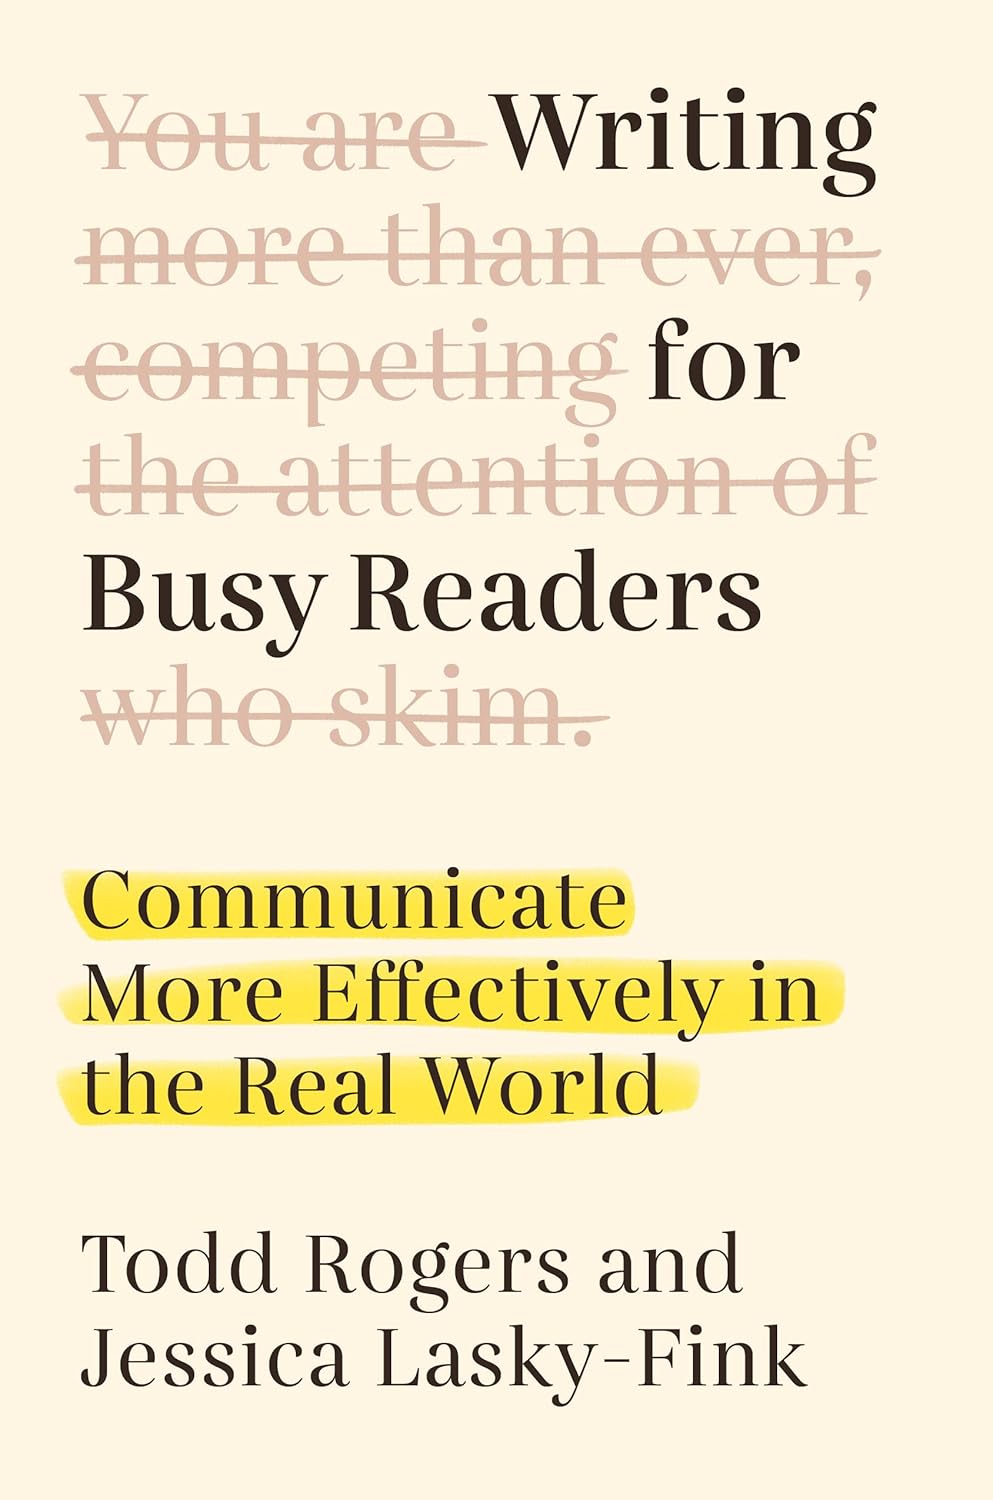 You are Writing
more than ever,
competing for
the attention of
Busy Readers
who skim.
Communicate
More Effectively in
the Real World
Todd Rogers and
Jessica Lasky-Fink